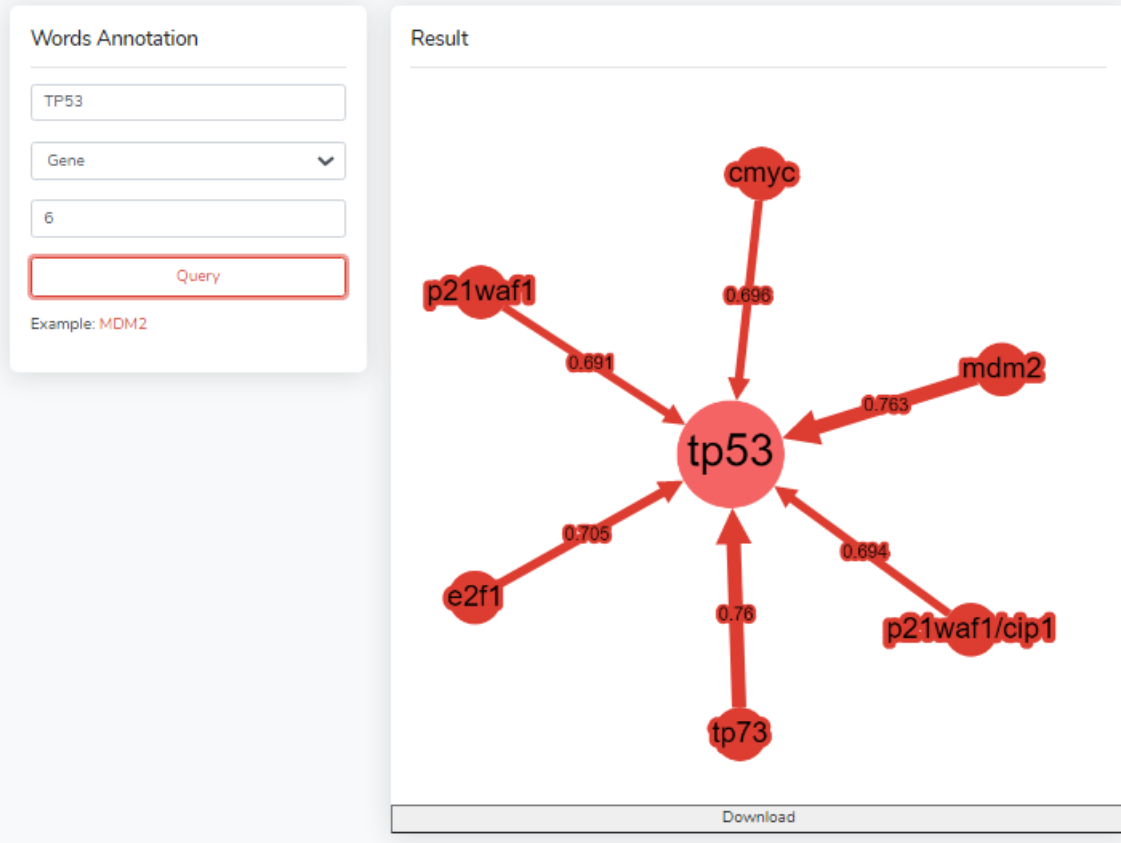 Words Annotation
TP53
Gene
6
Query
Example: MDM2
Result
cmyc
p21waf1
0.696
0.691
mdm2
0.763
tp53
0.705
0.694
e2f1
0.76
p21waf1/cip1
tp73
Download